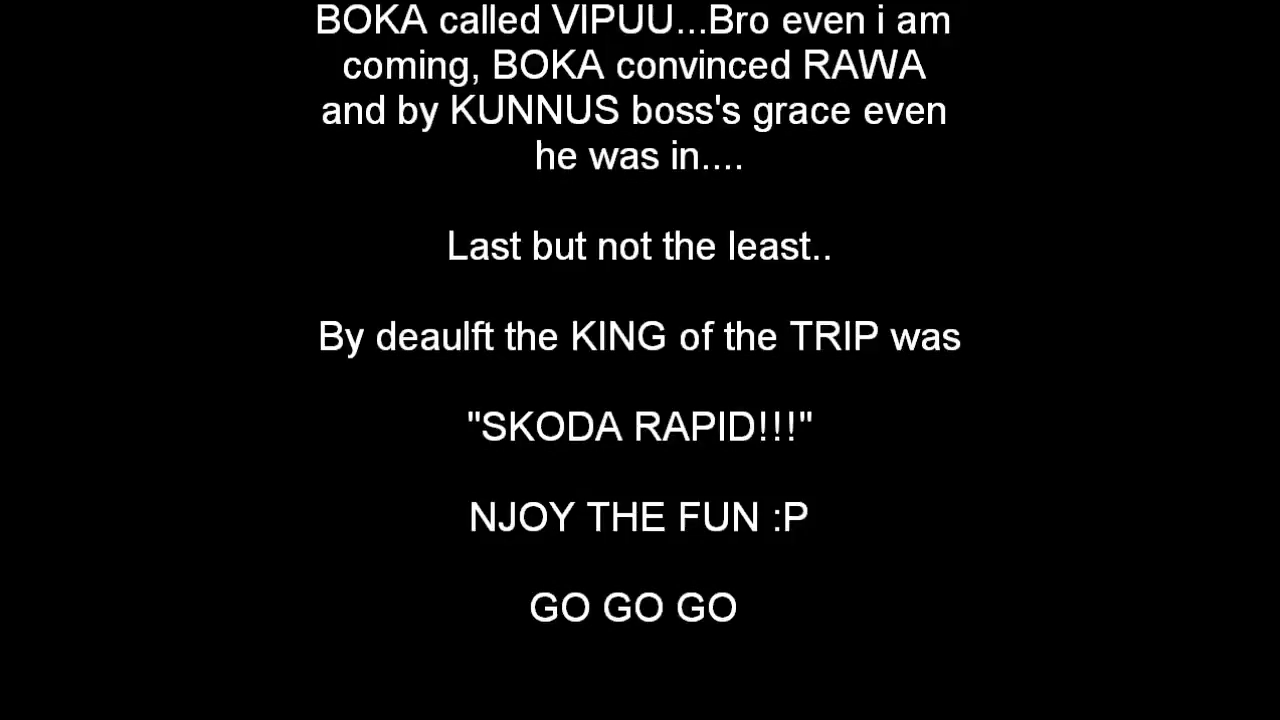 BOKA called VIPUU...Bro even i am
coming, BOKA convinced RAWA
and by KUNNUS boss's grace even
he was in....
Last but not the least..
By deaulft the KING of the TRIP was
"SKODA RAPID!!!"
NJOY THE FUN :P
GO GO GO